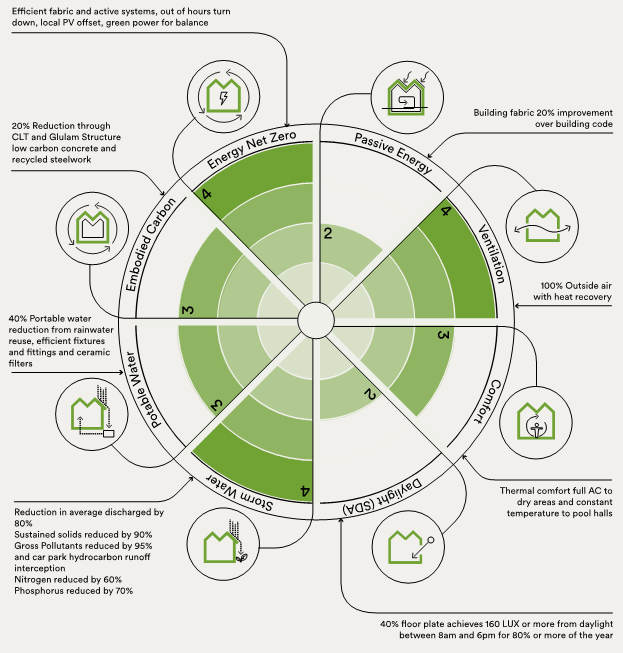 Efficient fabric and active systems, out of hours turn
down, local PV offset, green power for balance
20% Reduction through
CLT and Glulam Structure
low carbon concrete and
recycled steelwork
Building fabric 20% improvement
over building code
Energy Net Zero
Passive Energy
Embodied Carbon
Ventilation
4
2
4
3
3
3
2
4
100% Outside air
with heat recovery
40% Portable water
reduction from rainwater
reuse, efficient fixtures
and fittings and ceramic
filters
Potable Water
Comfort
Storm Water
Daylight (SDA)
Thermal comfort full AC to
dry areas and constant
temperature to pool halls
Reduction in average discharged by
80%
Sustained solids reduced by 90%
Gross Pollutants reduced by 95%
and car park hydrocarbon runoff
interception
Nitrogen reduced by 60%
Phosphorus reduced by 70%
40% floor plate achieves 160 LUX or more from daylight
between 8am and 6pm for 80% or more of the year